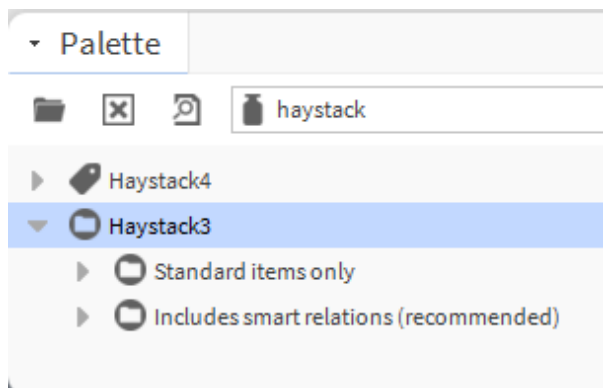 Palette
haystack
Haystack4
Haystack3
Standard items only
Includes smart relations (recommended)